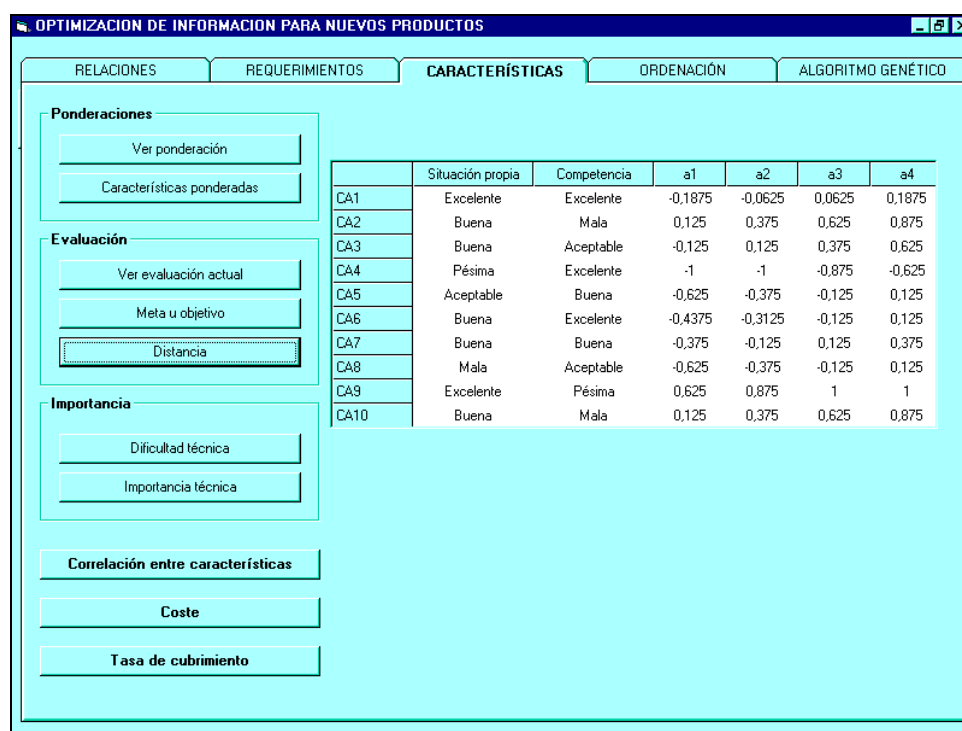 OPTIMIZACION DE INFORMACION PARA NUEVOS PRODUCTOS
RELACIONES REQUERIMIENTOS CARACTERÍSTICAS ORDENACIÓN ALGORITMO GENÉTICO
Ponderaciones
Ver ponderación
Características ponderadas
Evaluación
Ver evaluación actual
Meta u objetivo
Distancia
Importancia
Dificultad técnica
Importancia técnica
Correlación entre características
Coste
Tasa de cubrimiento
Situación propia Competencia a1 a2 a3 a4
CA1 Excelente Excelente -0,1875 -0,0625 0,0625 0,1875
CA2 Buena Mala 0,125 0,375 0,625 0,875
CA3 Buena Aceptable -0,125 0,125 0,375 0,625
CA4 Pésima Excelente -1 -1 -0,875 -0,625
CA5 Aceptable Buena -0,625 -0,375 -0,125 0,125
CA6 Buena Excelente -0,4375 -0,3125 -0,125 0,125
CA7 Buena Buena -0,375 -0,125 0,125 0,375
CA8 Mala Aceptable -0,625 -0,375 -0,125 0,125
CA9 Excelente Pésima 0,625 0,875 1 1
CA10 Buena Mala 0,125 0,375 0,625 0,875